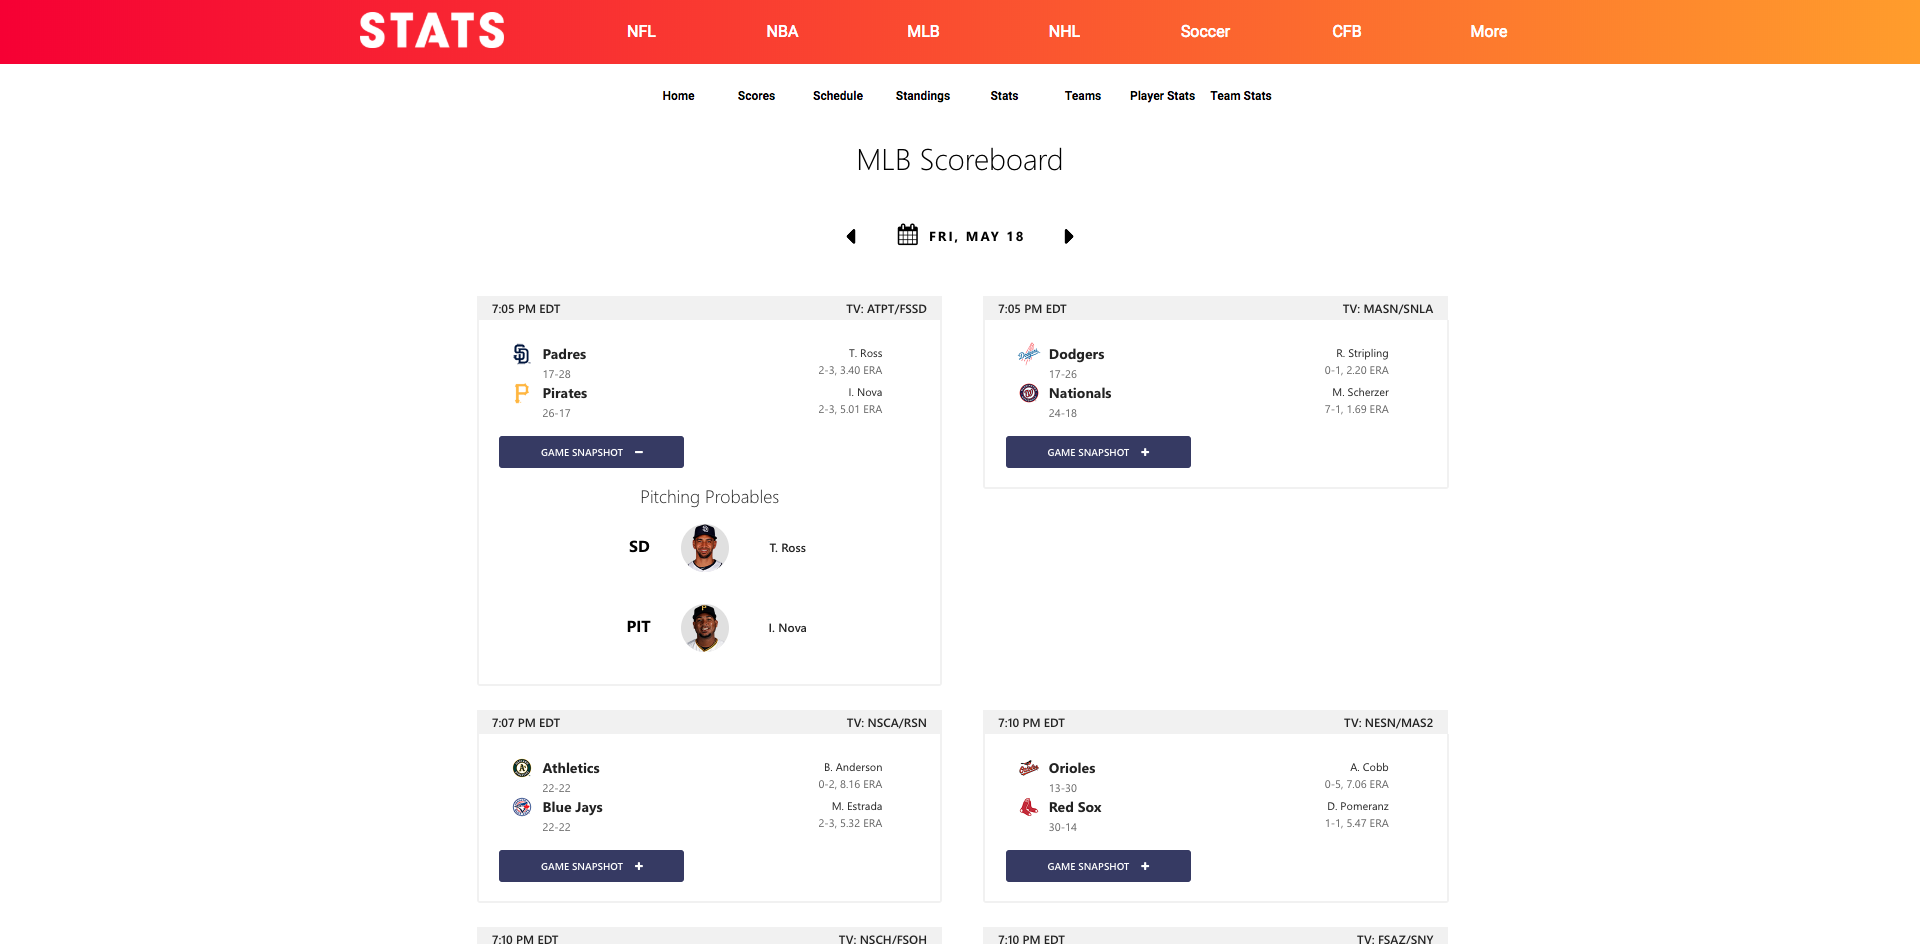 STATS NFL NBA MLB NHL Soccer CFB More
Home Scores Schedule Standings Stats Teams Player Stats Team Stats
MLB Scoreboard
FRI, MAY 18
7:05 PM EDT TV: ATPT/FSSD
Padres T. Ross
17-28 2-3, 3.40 ERA
Pirates I. Nova
26-17 2-3, 5.01 ERA
GAME SNAPSHOT
Pitching Probables
SD T. Ross
PIT I. Nova
7:05 PM EDT TV: MASN/SNLA
Dodgers R. Stripling
17-26 0-1, 2.20 ERA
Nationals M. Scherzer
24-18 7-1, 1.69 ERA
GAME SNAPSHOT +
7:07 PM EDT TV: NSCA/RSN
Athletics B. Anderson
22-22 0-2, 8.16 ERA
Blue Jays M. Estrada
22-22 2-3, 5.32 ERA
GAME SNAPSHOT +
7:10 PM EDT TV: NESN/MAS2
Orioles A. Cobb
13-30 0-5, 7.06 ERA
Red Sox D. Pomeranz
30-14 1-1, 5.47 ERA
GAME SNAPSHOT +
7:10 PM EDT TV: NSCH/FSOH
7:10 PM EDT TV: FSAZ/SNY